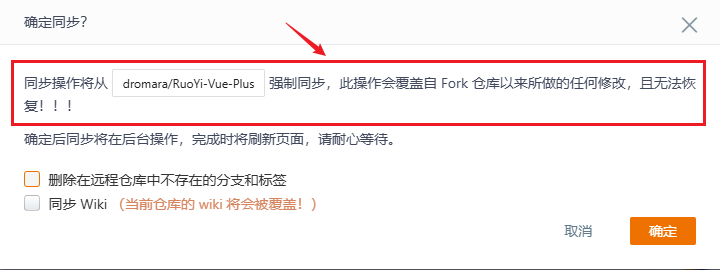 确定同步？
同步操作将从 dromara/RuoYi-Vue-Plus 强制同步，此操作会覆盖自 Fork 仓库以来所做的任何修改，且无法恢
复！！！
确定后同步将在后台操作，完成时将刷新页面，请耐心等待。
删除在远程仓库中不存在的分支和标签
同步 Wiki （当前仓库的 wiki 将会被覆盖！）
取消 确定